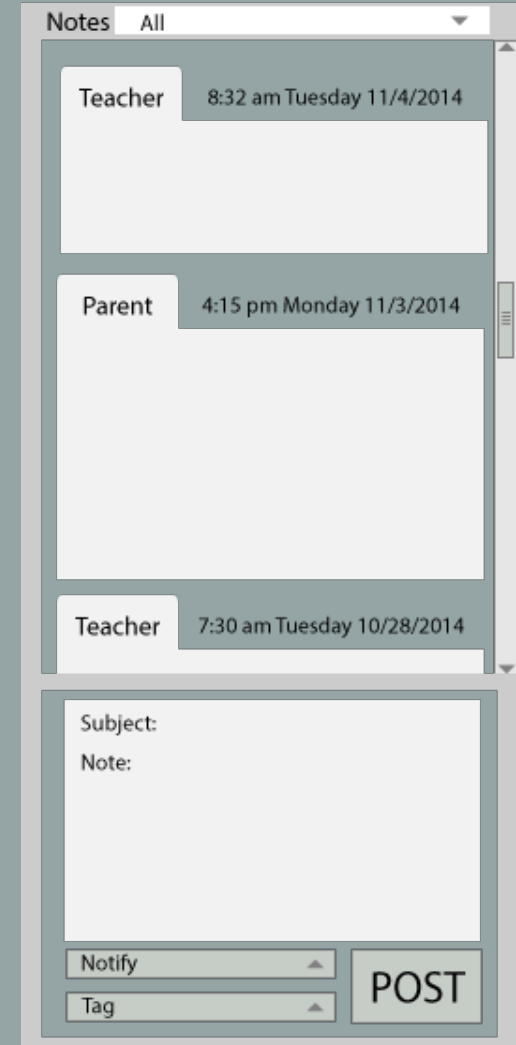 Notes All
Teacher 8:32 am Tuesday 11/4/2014
Parent 4:15 pm Monday 11/3/2014
Teacher 7:30 am Tuesday 10/28/2014
Subject:
Note:
Notify
POST
Tag